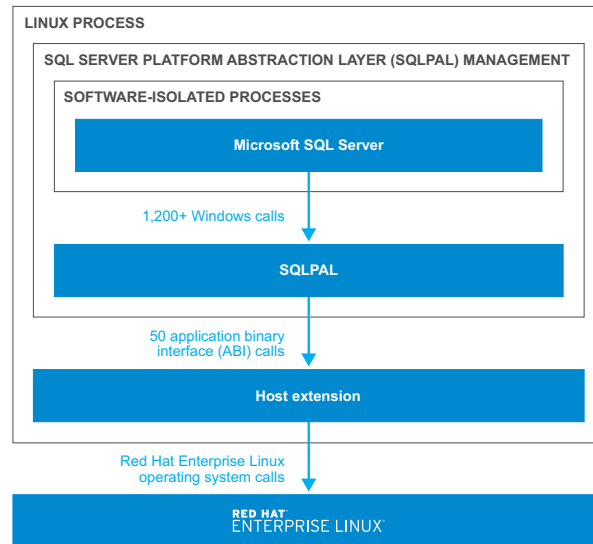 LINUX PROCESS
SQL SERVER PLATFORM ABSTRACTION LAYER (SQLPAL) MANAGEMENT
SOFTWARE-ISOLATED PROCESSES
Microsoft SQL Server
1,200+ Windows calls
SQLPAL
50 application binary
interface (ABI) calls
Host extension
Red Hat Enterprise Linux
operating system calls
RED HAT®
ENTERPRISE LINUX®